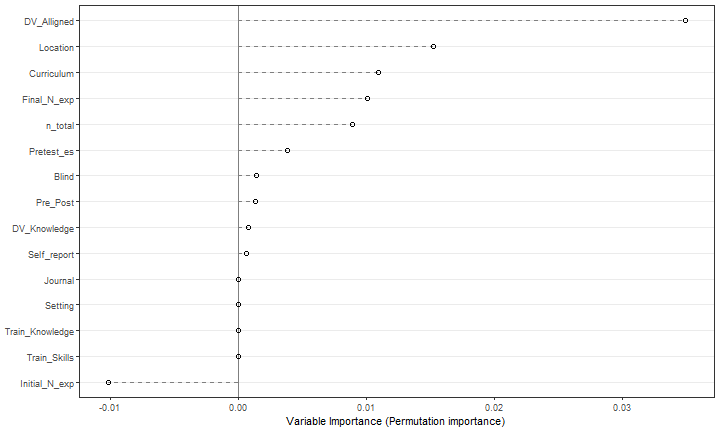 DV_Alligned
Location
Curriculum
Final_N_exp
n_total
Pretest_es
Blind
Pre_Post
DV_Knowledge
Self_report
Journal
Setting
Train_Knowledge
Train_Skills
Initial_N_exp
-0.01 0.00 0.01 0.02 0.03
Variable Importance (Permutation importance)